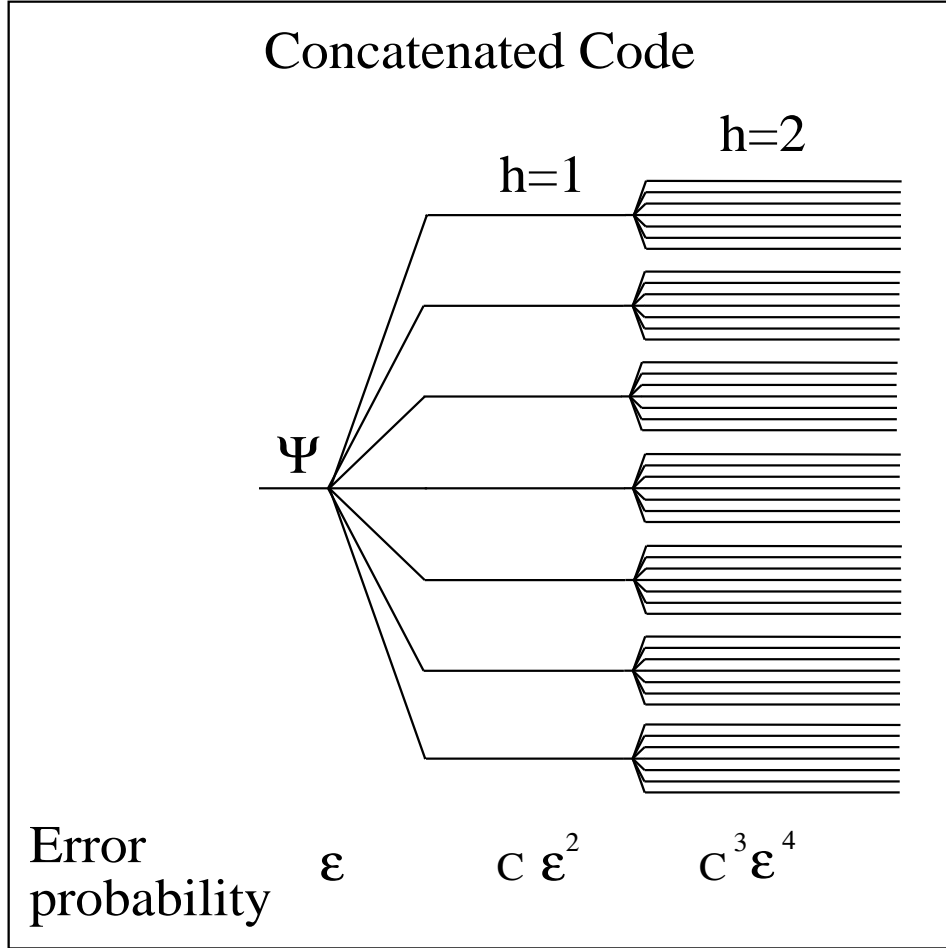 Concatenated Code
h=2
h=1
Ψ
Error
probability
ε
C ε²
C³ε⁴